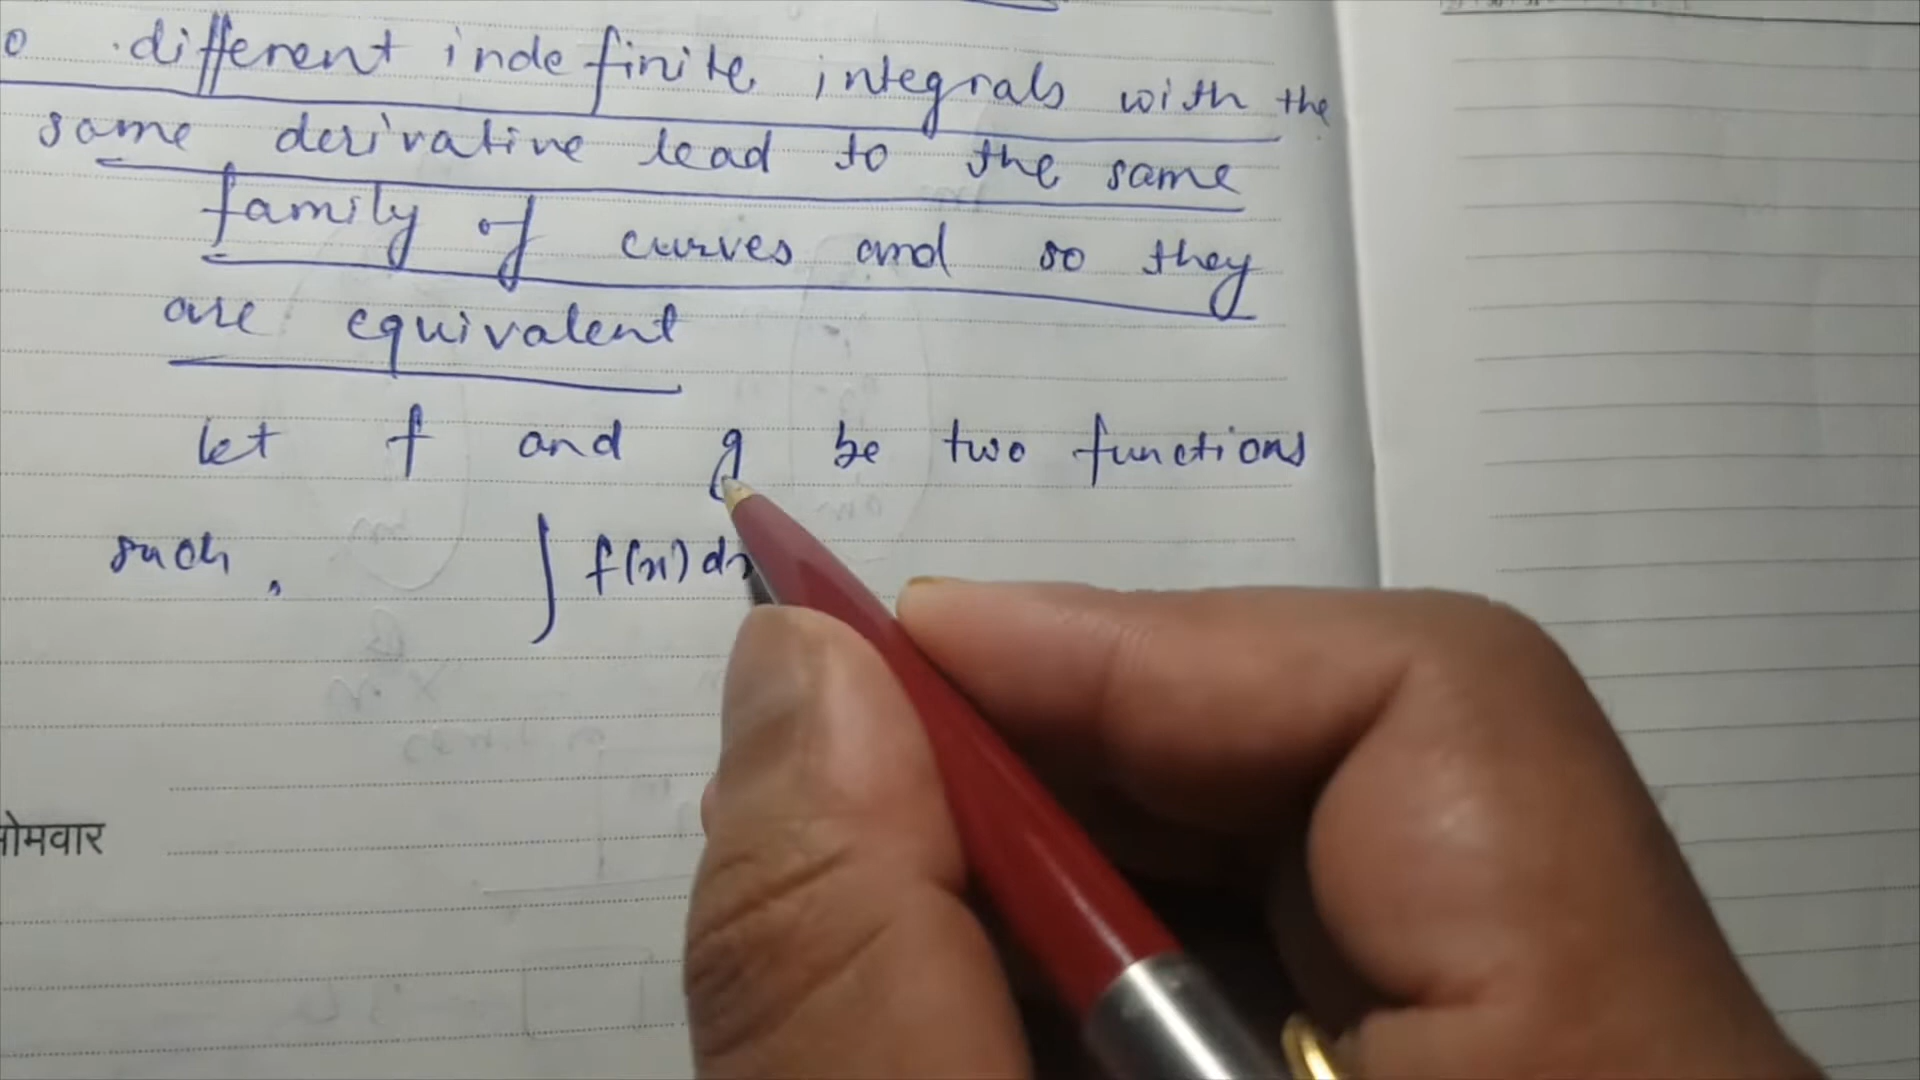 o different indefinite integrals with the
same derivative lead to the same
family of curves and so they
are equivalent
let f and g be two functions
such, ∫ f(x) dx
ोमवार